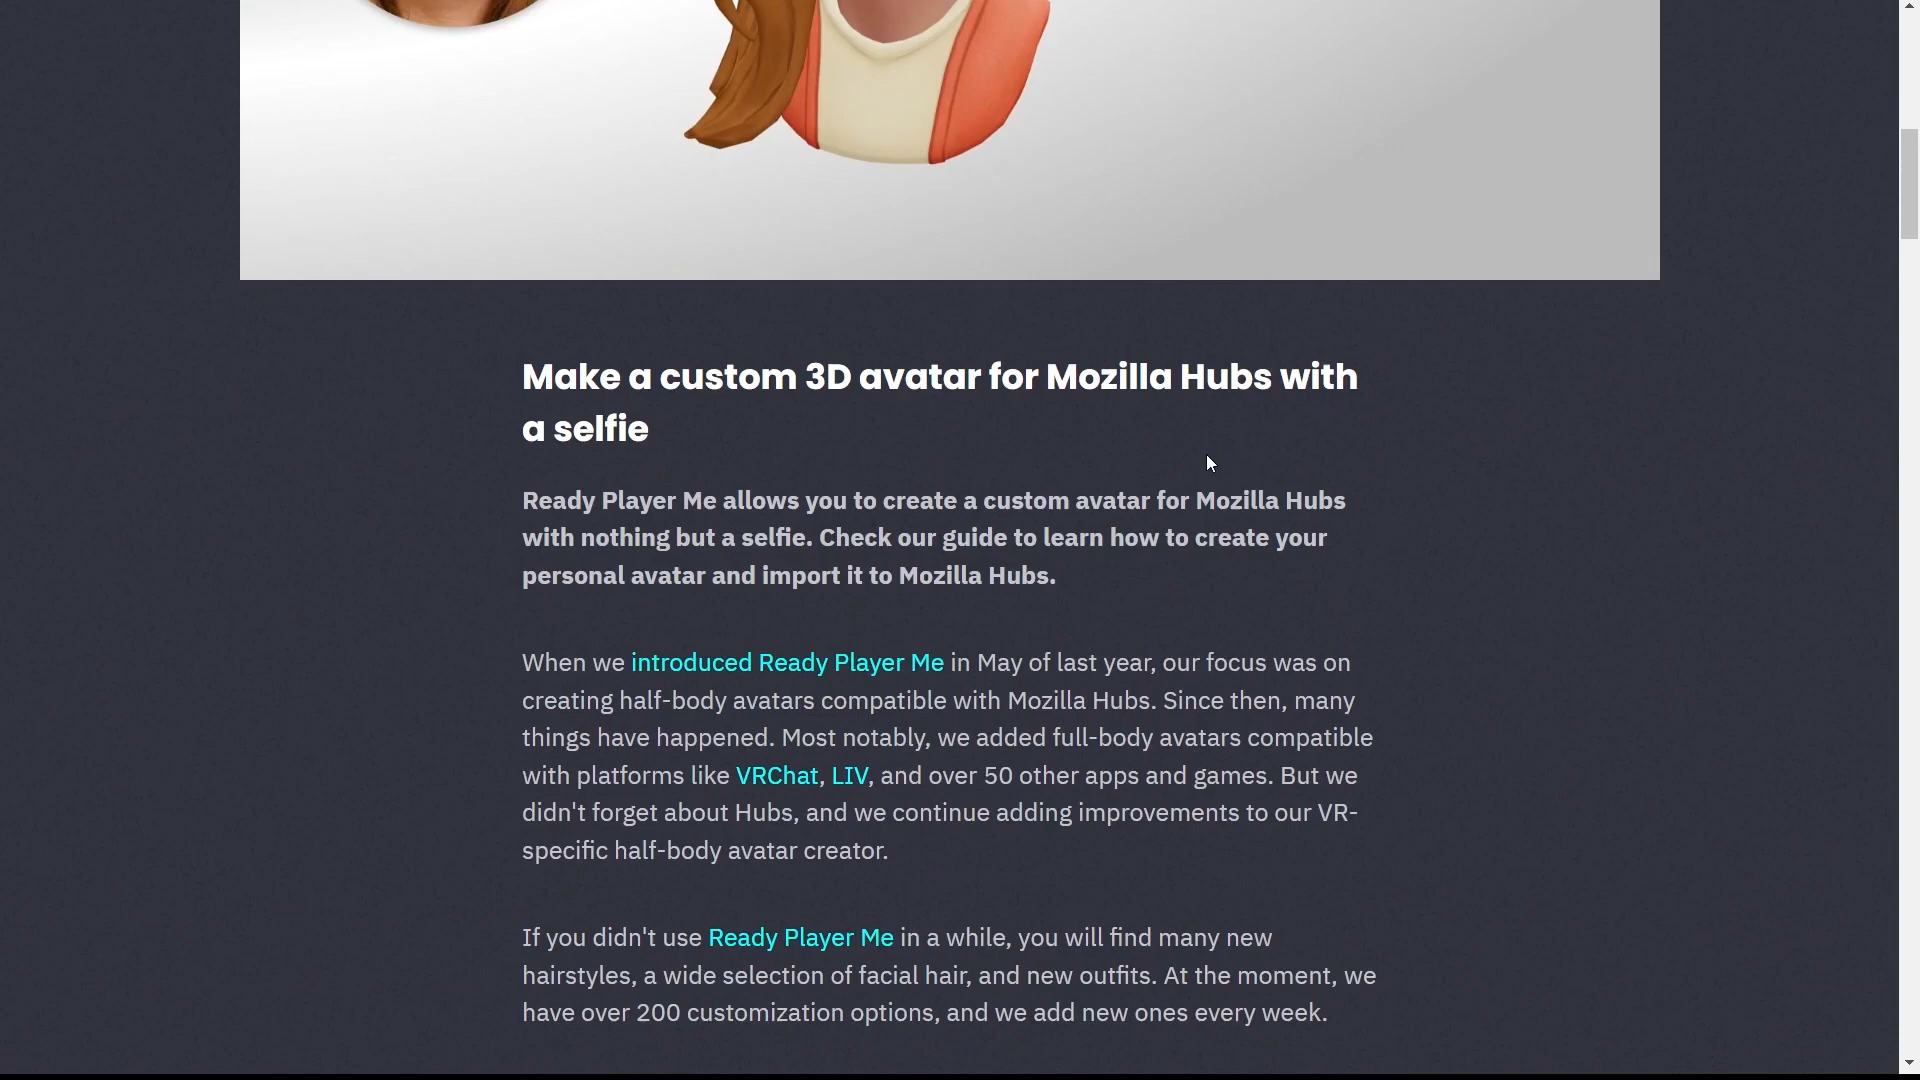 Make a custom 3D avatar for Mozilla Hubs with
a selfie
Ready Player Me allows you to create a custom avatar for Mozilla Hubs
with nothing but a selfie. Check our guide to learn how to create your
personal avatar and import it to Mozilla Hubs.
When we introduced Ready Player Me in May of last year, our focus was on
creating half-body avatars compatible with Mozilla Hubs. Since then, many
things have happened. Most notably, we added full-body avatars compatible
with platforms like VRChat, LIV, and over 50 other apps and games. But we
didn't forget about Hubs, and we continue adding improvements to our VR-
specific half-body avatar creator.
If you didn't use Ready Player Me in a while, you will find many new
hairstyles, a wide selection of facial hair, and new outfits. At the moment, we
have over 200 customization options, and we add new ones every week.